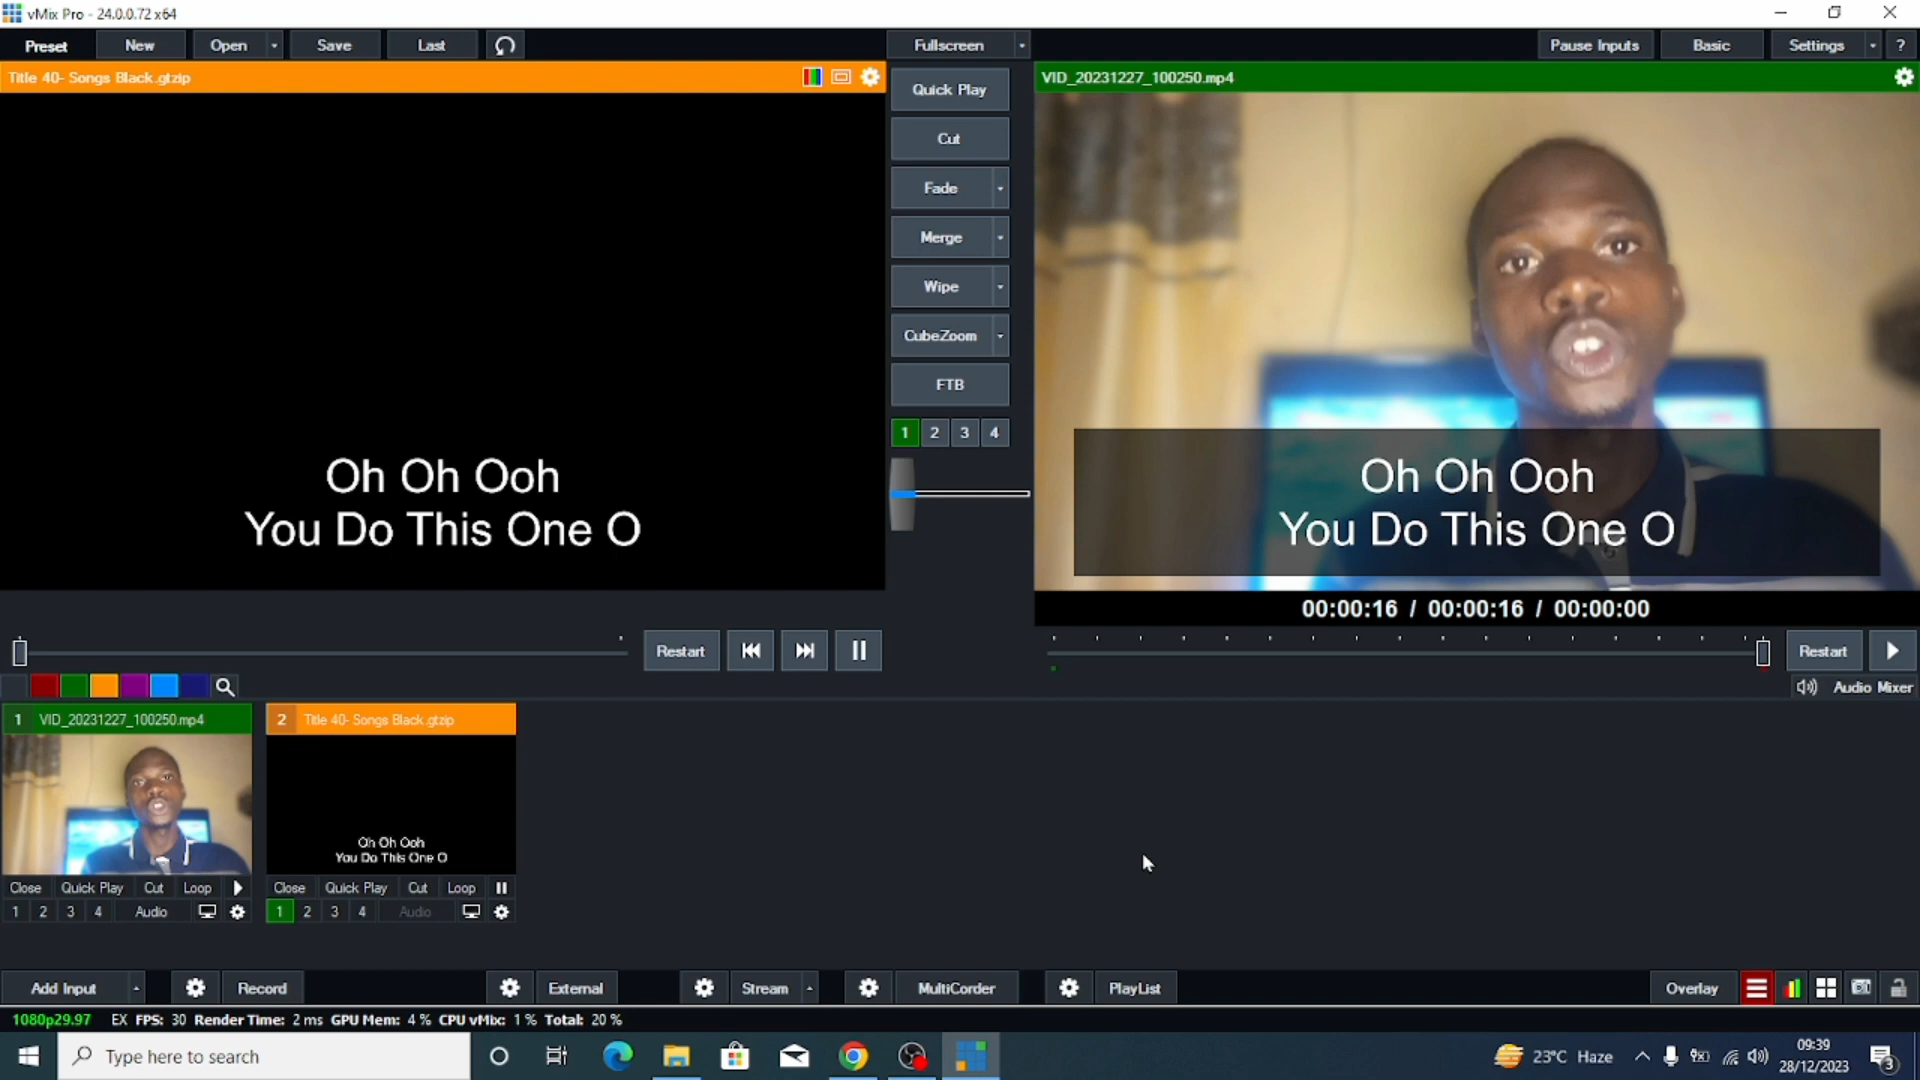 vMix Pro - 24.0.0.72 x64
Preset New Open Save Last Fullscreen Pause Inputs Basic Settings ?
Title 40- Songs Black.gtzip
VID_20231227_100250.mp4
Quick Play
Cut
Fade
Merge
Wipe
CubeZoom
FTB
1 2 3 4
Oh Oh Ooh
You Do This One O
Oh Oh Ooh
You Do This One O
00:00:16 / 00:00:16 / 00:00:00
Restart
Restart
Audio Mixer
1 VID_20231227_100250.mp4
2 Title 40- Songs Black.gtzip
Oh Oh Ooh
You Do This One O
Close Quick Play Cut Loop
Close Quick Play Cut Loop
1 2 3 4 Audio
1 2 3 4 Audio
Add Input Record External Stream MultiCorder PlayList Overlay
1080p29.97 EX FPS: 30 Render Time: 2 ms GPU Mem: 4 % CPU vMix: 1 % Total: 20 %
Type here to search
23°C Haze
09:39
28/12/2023
3